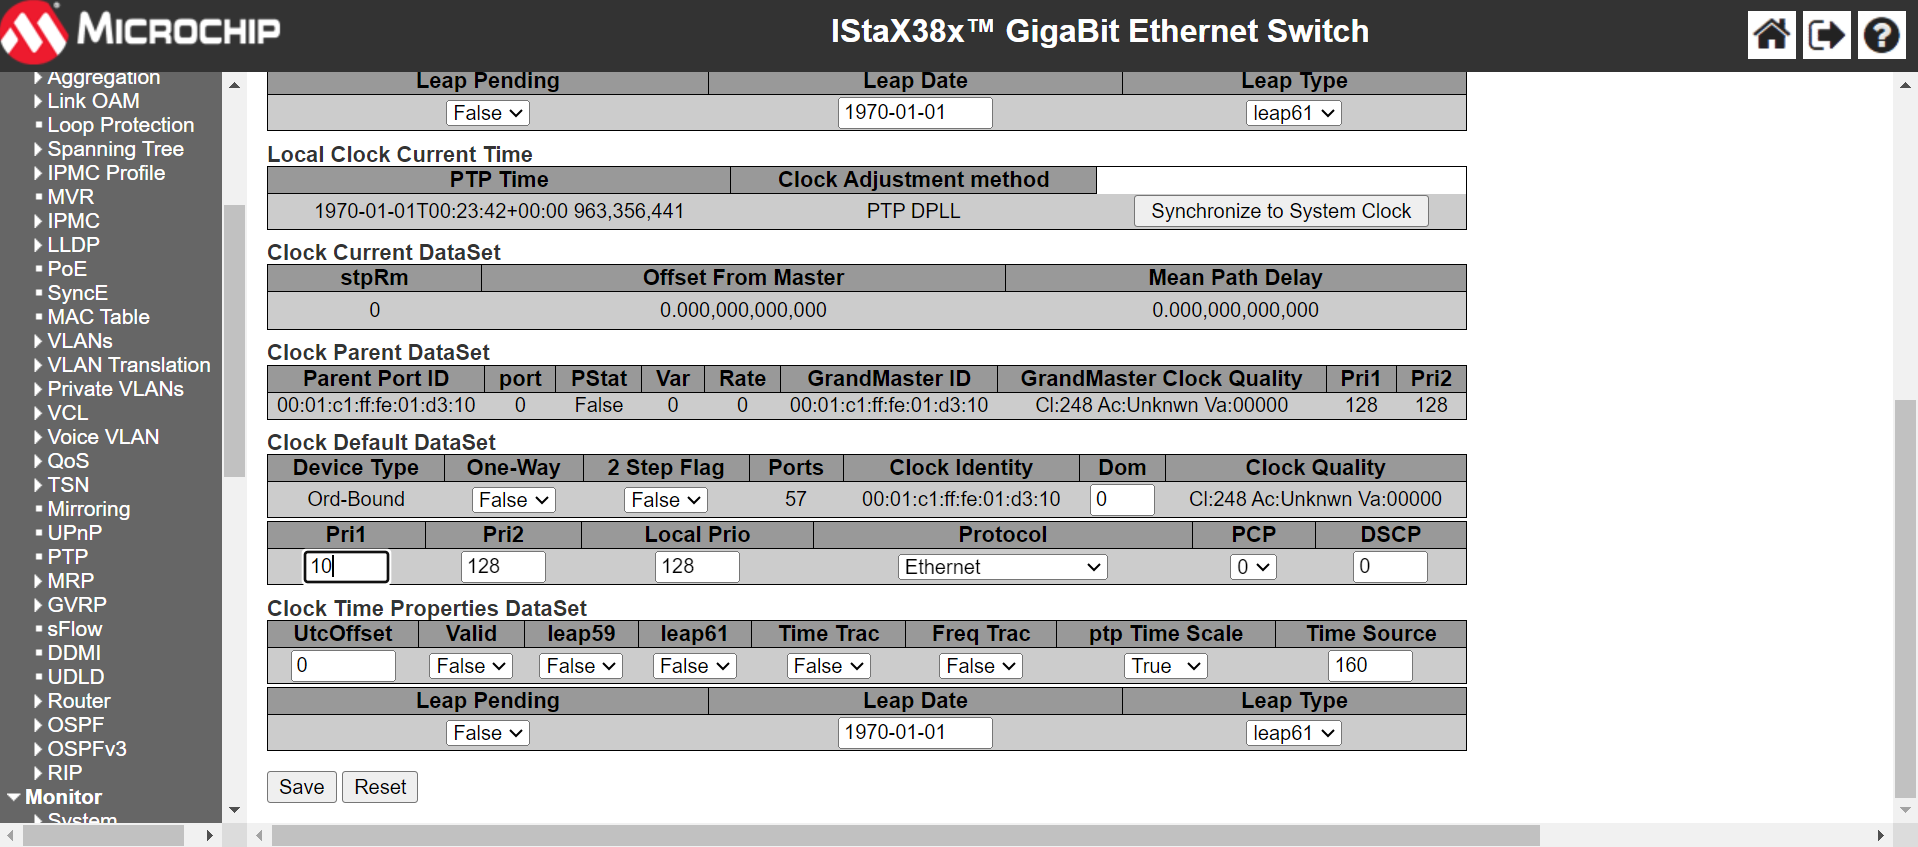 MICROCHIP
IStaX38x™ GigaBit Ethernet Switch
Aggregation
Link OAM
Loop Protection
Spanning Tree
IPMC Profile
MVR
IPMC
LLDP
PoE
SyncE
MAC Table
VLANs
VLAN Translation
Private VLANs
VCL
Voice VLAN
QoS
TSN
Mirroring
UPnP
PTP
MRP
GVRP
sFlow
DDMI
UDLD
Router
OSPF
OSPFv3
RIP
Monitor
System
Leap Pending Leap Date Leap Type
False 1970-01-01 leap61
Local Clock Current Time
PTP Time Clock Adjustment method
1970-01-01T00:23:42+00:00 963,356,441 PTP DPLL Synchronize to System Clock
Clock Current DataSet
stpRm Offset From Master Mean Path Delay
0 0.000,000,000,000 0.000,000,000,000
Clock Parent DataSet
Parent Port ID port PStat Var Rate GrandMaster ID GrandMaster Clock Quality Pri1 Pri2
00:01:c1:ff:fe:01:d3:10 0 False 0 0 00:01:c1:ff:fe:01:d3:10 Cl:248 Ac:Unknwn Va:00000 128 128
Clock Default DataSet
Device Type One-Way 2 Step Flag Ports Clock Identity Dom Clock Quality
Ord-Bound False False 57 00:01:c1:ff:fe:01:d3:10 0 Cl:248 Ac:Unknwn Va:00000
Pri1 Pri2 Local Prio Protocol PCP DSCP
10 128 128 Ethernet 0 0
Clock Time Properties DataSet
UtcOffset Valid leap59 leap61 Time Trac Freq Trac ptp Time Scale Time Source
0 False False False False False True 160
Leap Pending Leap Date Leap Type
False 1970-01-01 leap61
Save Reset